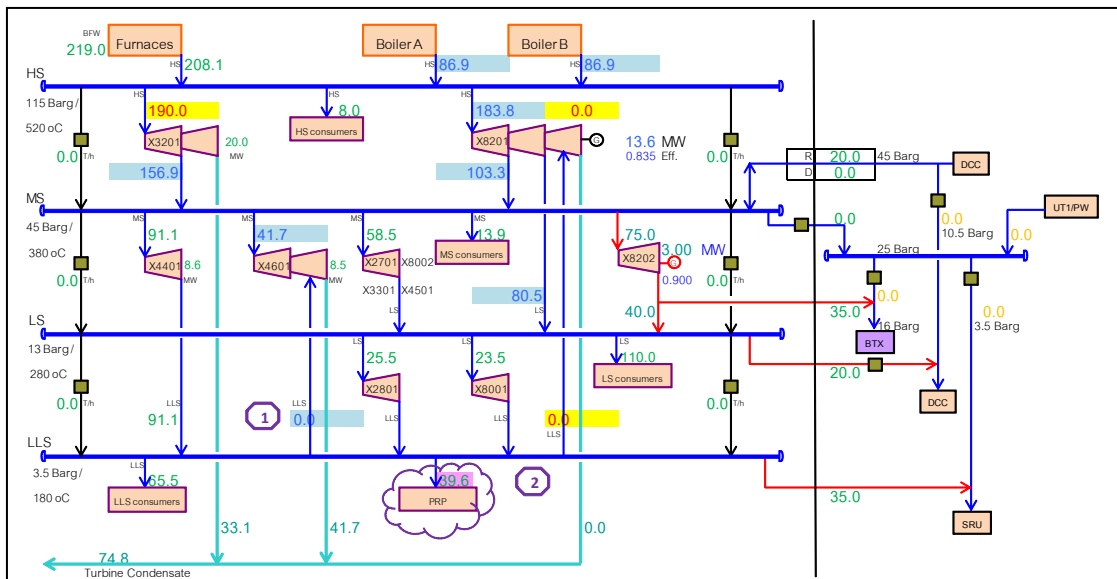 BFW
219.0
Furnaces
Boiler A
Boiler B
HS
208.1
HS
86.9
HS
86.9
HS
115 Barg /
520 oC
HS
190.0
HS
8.0
HS consumers
HS
183.8
0.0
X3201
20.0
MW
X8201
G
13.6 MW
0.835 Eff.
0.0
T/h
0.0
T/h
156.9
103.3
R
20.0
45 Barg
D
0.0
DCC
MS
45 Barg /
380 oC
MS
91.1
MS
41.7
MS
58.5
MS
13.9
MS consumers
75.0
3.00 MW
0.0
0.0
10.5 Barg
0.0
UT1/PW
X4401
8.6
MW
X4601
8.5
MW
X2701
X8002
X3301
X4501
X8202
G
0.900
0.0
T/h
0.0
T/h
25 Barg
80.5
LS
LS
40.0
35.0
0.0
16 Barg
0.0
3.5 Barg
LS
13 Barg /
280 oC
LS
25.5
LS
23.5
LS
110.0
LS consumers
BTX
20.0
X2801
X8001
DCC
0.0
T/h
0.0
T/h
91.1
LLS
1
0.0
LLS
LLS
0.0
LLS
LLS
3.5 Barg /
180 oC
LLS
65.5
LLS consumers
39.6
PRP
2
35.0
SRU
33.1
41.7
0.0
74.8
Turbine Condensate